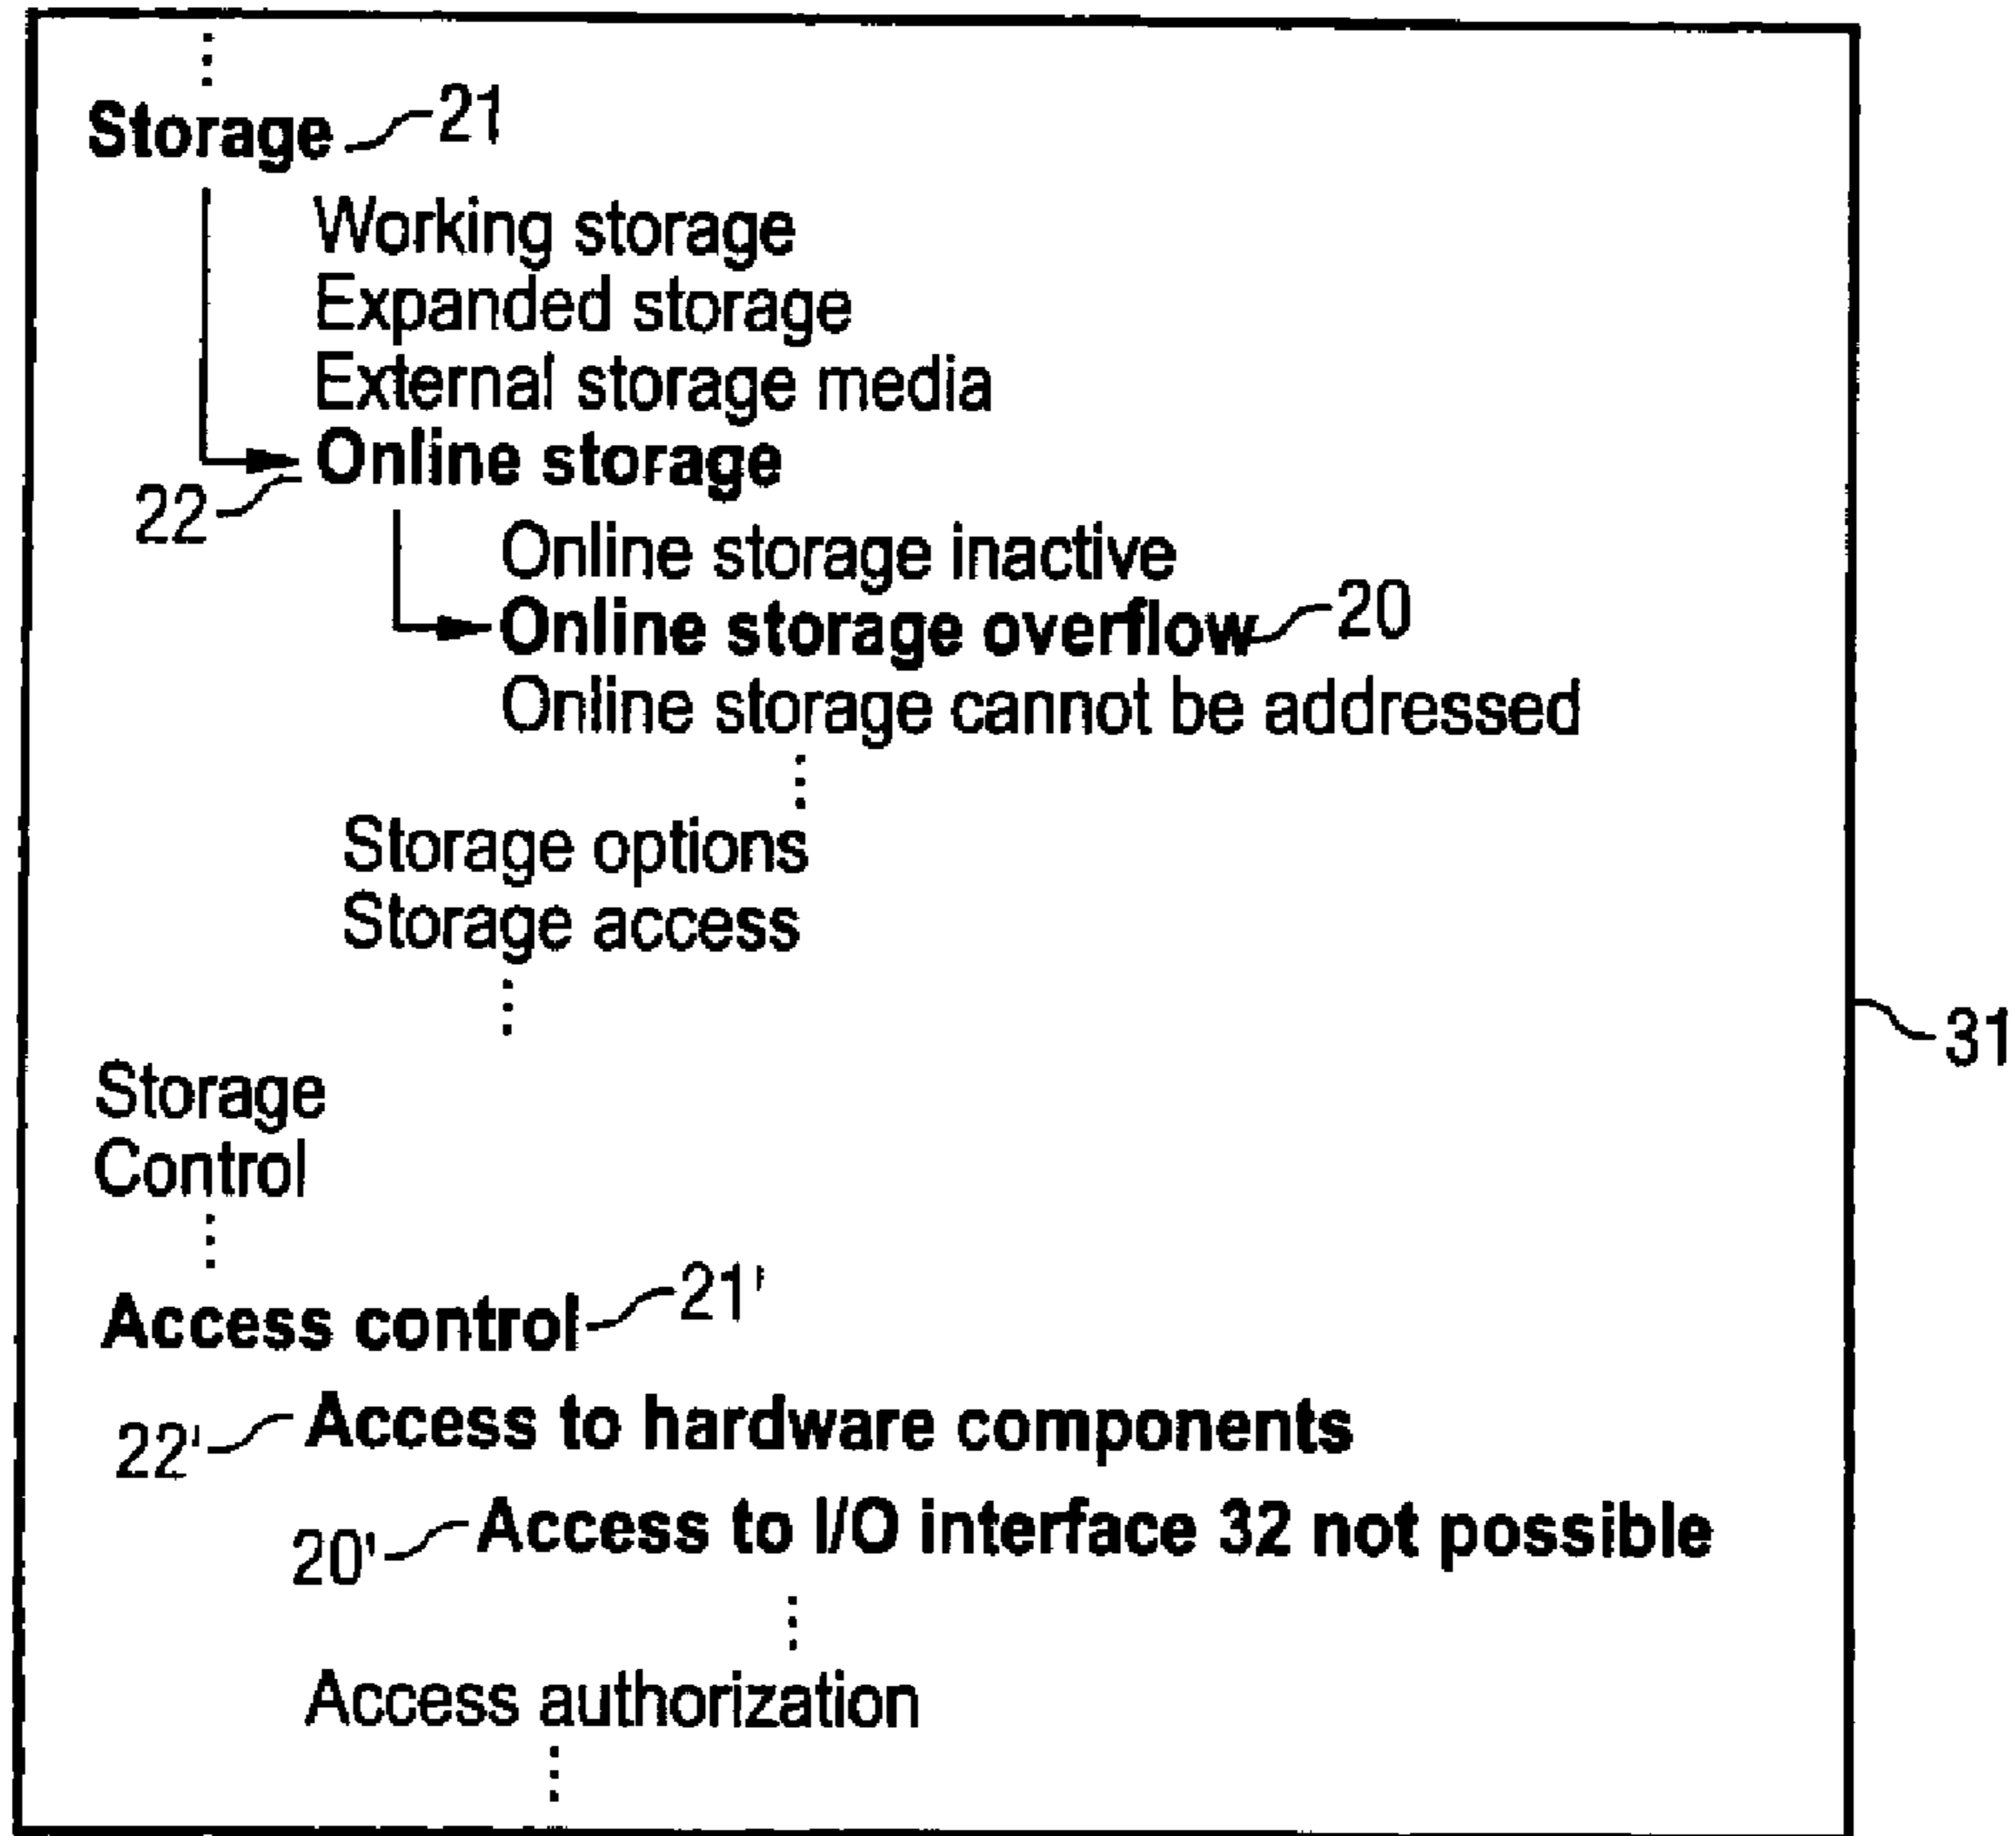 Storage 21
Working storage
Expanded storage
External storage media
Online storage
22
Online storage inactive
Online storage overflow 20
Online storage cannot be addressed
Storage options
Storage access
31
Storage
Control
Access control 21'
22' Access to hardware components
20' Access to I/O interface 32 not possible
Access authorization